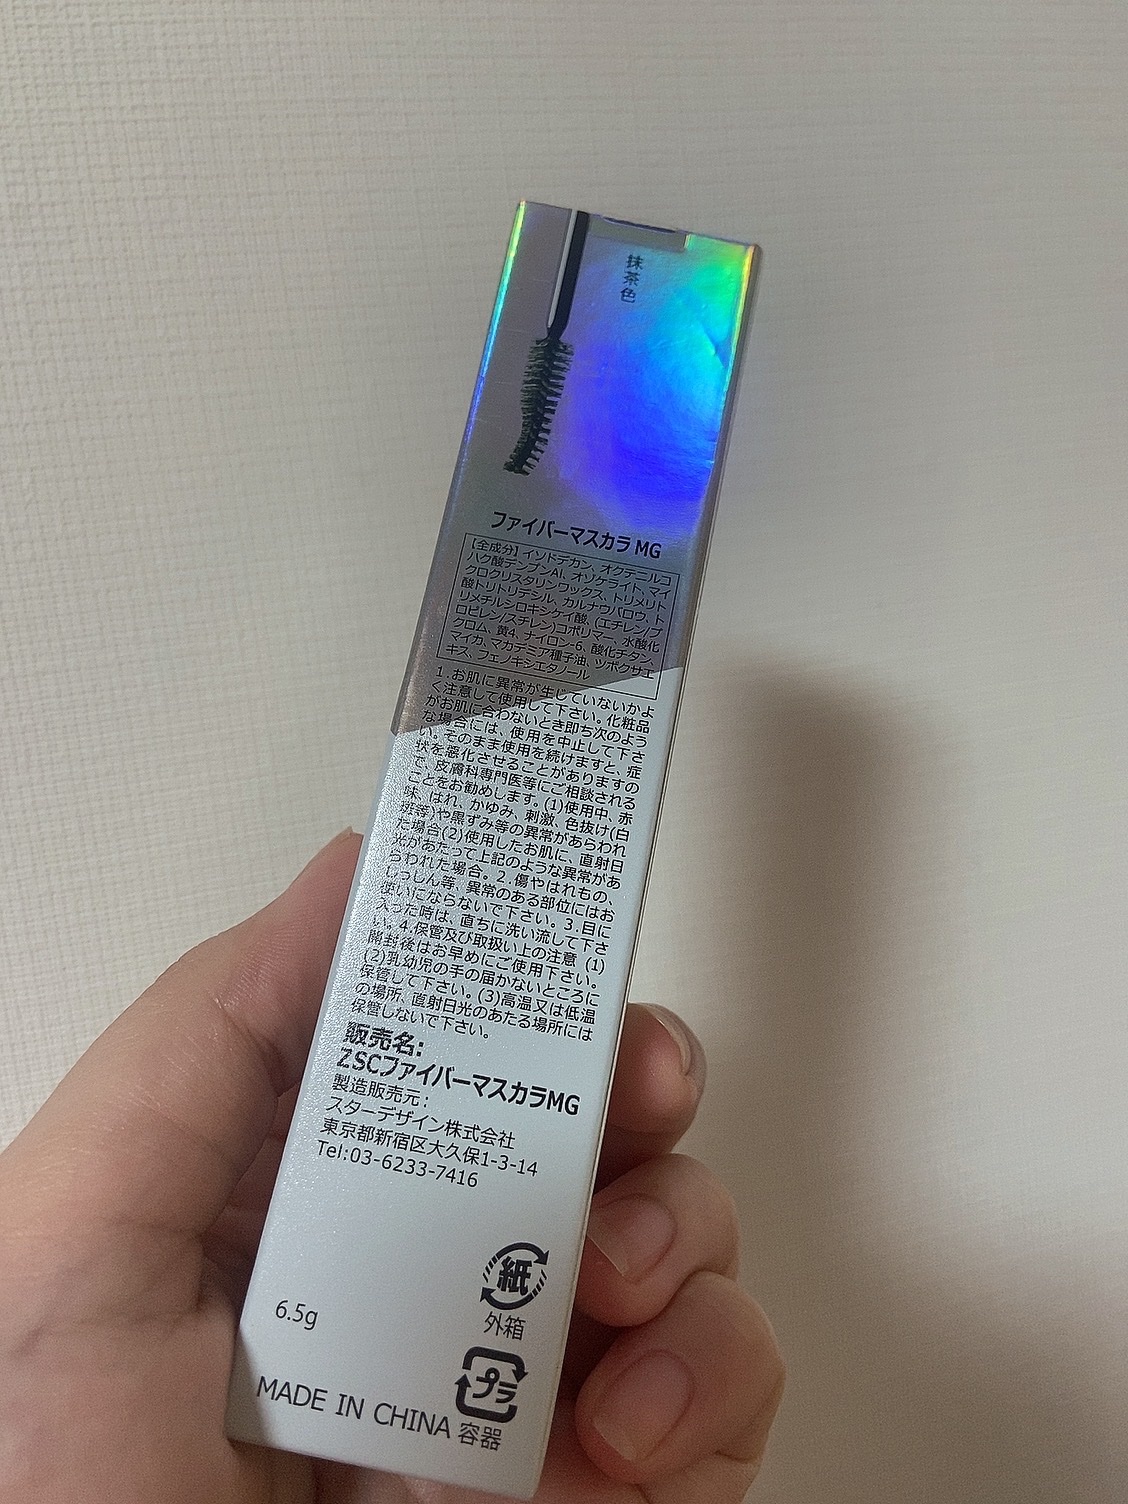 抹茶色
ファイバーマスカラ MG
【全成分】イソドデカン、オクテニルコ
ハク酸デンプンAl、オゾケライト、マイ
クロクリスタリンワックス、トリメリト
酸トリトリデシル、カルナウバロウ、ト
リメチルシロキシケイ酸、(エチレン/プ
ロピレン/スチレン)コポリマー、水酸化
クロム、黄4、ナイロン-6、酸化チタン、
マイカ、マカデミア種子油、ツボクサエ
キス、フェノキシエタノール
1.お肌に異常が生じていないかよ
く注意して使用して下さい。化粧品
がお肌に合わないとき即ち次のよう
な場合には、使用を中止して下さ
い。そのまま使用を続けますと、症
状を悪化させることがありますの
で、皮膚科専門医等にご相談される
ことをお勧めします。(1)使用中、赤
味、はれ、かゆみ、刺激、色抜け(白
斑等)や黒ずみ等の異常があらわれ
た場合(2)使用したお肌に、直射日
光があたって上記のような異常があ
らわれた場合。2.傷やはれもの、
しっしん等、異常のある部位にはお
使いにならないで下さい。3.目に
入った時は、直ちに洗い流して下さ
い。4.保管及び取扱い上の注意 (1)
開封後はお早めにご使用下さい。
(2)乳幼児の手の届かないところに
保管して下さい。(3)高温又は低温
の場所、直射日光のあたる場所には
保管しないで下さい。
販売名:
ZSCファイバーマスカラMG
製造販売元:
スターデザイン株式会社
東京都新宿区大久保1-3-14
Tel:03-6233-7416
紙
外箱
6.5g
プラ
MADE IN CHINA 容器